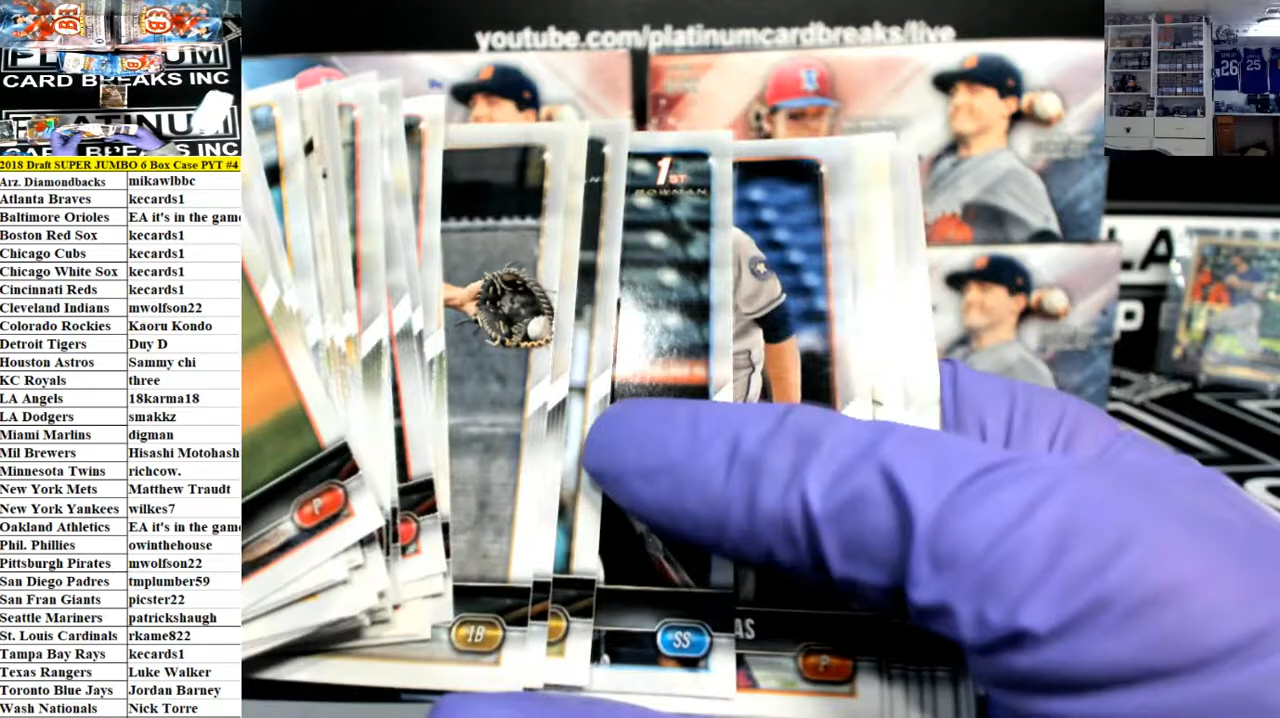 youtube.com/platinumcardbreaks/live
CARD BREAKS INC
PLATINUM
2018 Draft SUPER JUMBO 6 Box Case PYT #4
Arz. Diamondbacks mikawlbbc
Atlanta Braves kecards1
Baltimore Orioles EA it's in the game
Boston Red Sox kecards1
Chicago Cubs kecards1
Chicago White Sox kecards1
Cincinnati Reds kecards1
Cleveland Indians mwolfson22
Colorado Rockies Kaoru Kondo
Detroit Tigers Duy D
Houston Astros Sammy chi
KC Royals three
LA Angels 18karma18
LA Dodgers smakkz
Miami Marlins digman
Mil Brewers Hisashi Motohash
Minnesota Twins richcow.
New York Mets Matthew Traudt
New York Yankees wilkes7
Oakland Athletics EA it's in the game
Phil. Phillies owinthehouse
Pittsburgh Pirates mwolfson22
San Diego Padres tmplumber59
San Fran Giants picster22
Seattle Mariners patrickshaugh
St. Louis Cardinals rkame822
Tampa Bay Rays kecards1
Texas Rangers Luke Walker
Toronto Blue Jays Jordan Barney
Wash Nationals Nick Torre
1ST
BOWMAN
P
1B
SS
AS
P
26
25